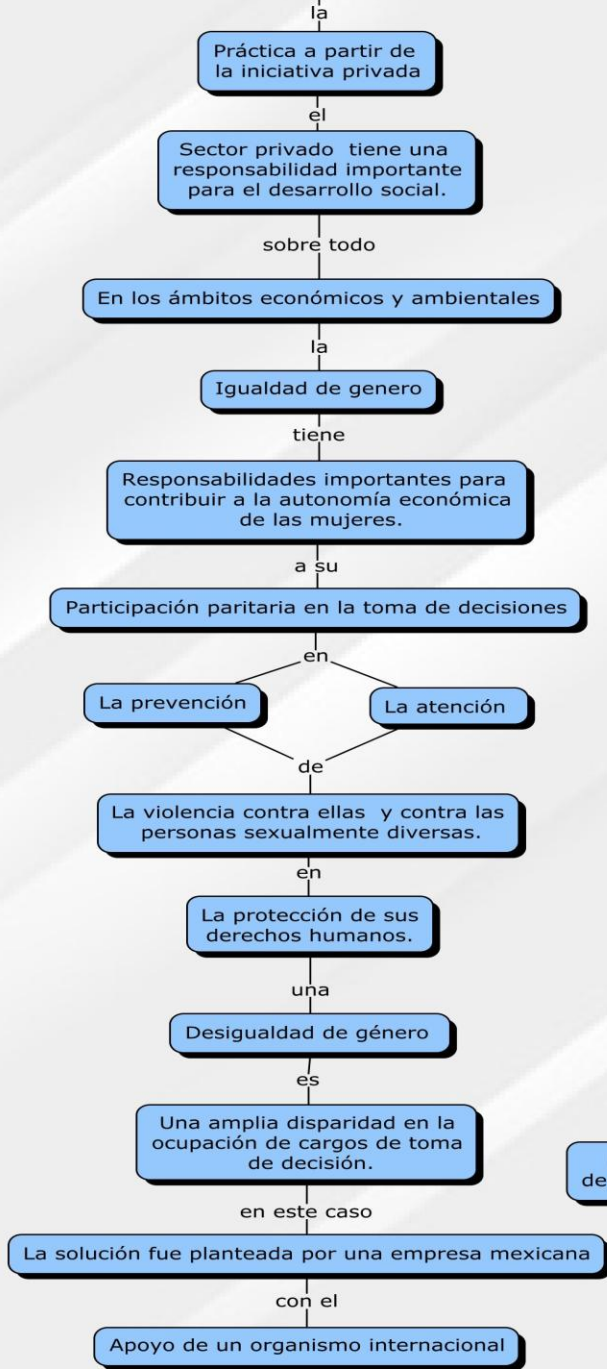 la
Práctica a partir de
la iniciativa privada
el
Sector privado tiene una
responsabilidad importante
para el desarrollo social.
sobre todo
En los ámbitos económicos y ambientales
la
Igualdad de genero
tiene
Responsabilidades importantes para
contribuir a la autonomía económica
de las mujeres.
a su
Participación paritaria en la toma de decisiones
en
La prevención
La atención
de
La violencia contra ellas y contra las
personas sexualmente diversas.
en
La protección de sus
derechos humanos.
una
Desigualdad de género
es
Una amplia disparidad en la
ocupación de cargos de toma
de decisión.
de
en este caso
La solución fue planteada por una empresa mexicana
con el
Apoyo de un organismo internacional